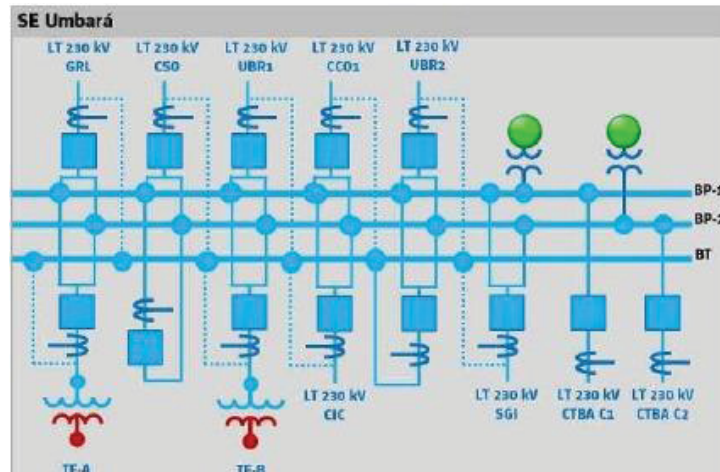 SE Umbará
LT 230 kV
GRL
LT 230 kV
CSO
LT 230 kV
UBR1
LT 230 kV
CCO1
LT 230 kV
UBR2
BP-1
BP-2
BT
LT 230 kV
CIC
LT 230 kV
SGI
LT 230 kV
CTBA C1
LT 230 kV
CTBA C2
TF-A
TF-B